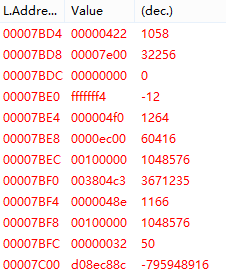 L.Addre... Value (dec.)
00007BD4 00000422 1058
00007BD8 00007e00 32256
00007BDC 00000000 0
00007BE0 fffffff4 -12
00007BE4 000004f0 1264
00007BE8 0000ec00 60416
00007BEC 00100000 1048576
00007BF0 003804c3 3671235
00007BF4 0000048e 1166
00007BF8 00100000 1048576
00007BFC 00000032 50
00007C00 d08ec88c -795948916